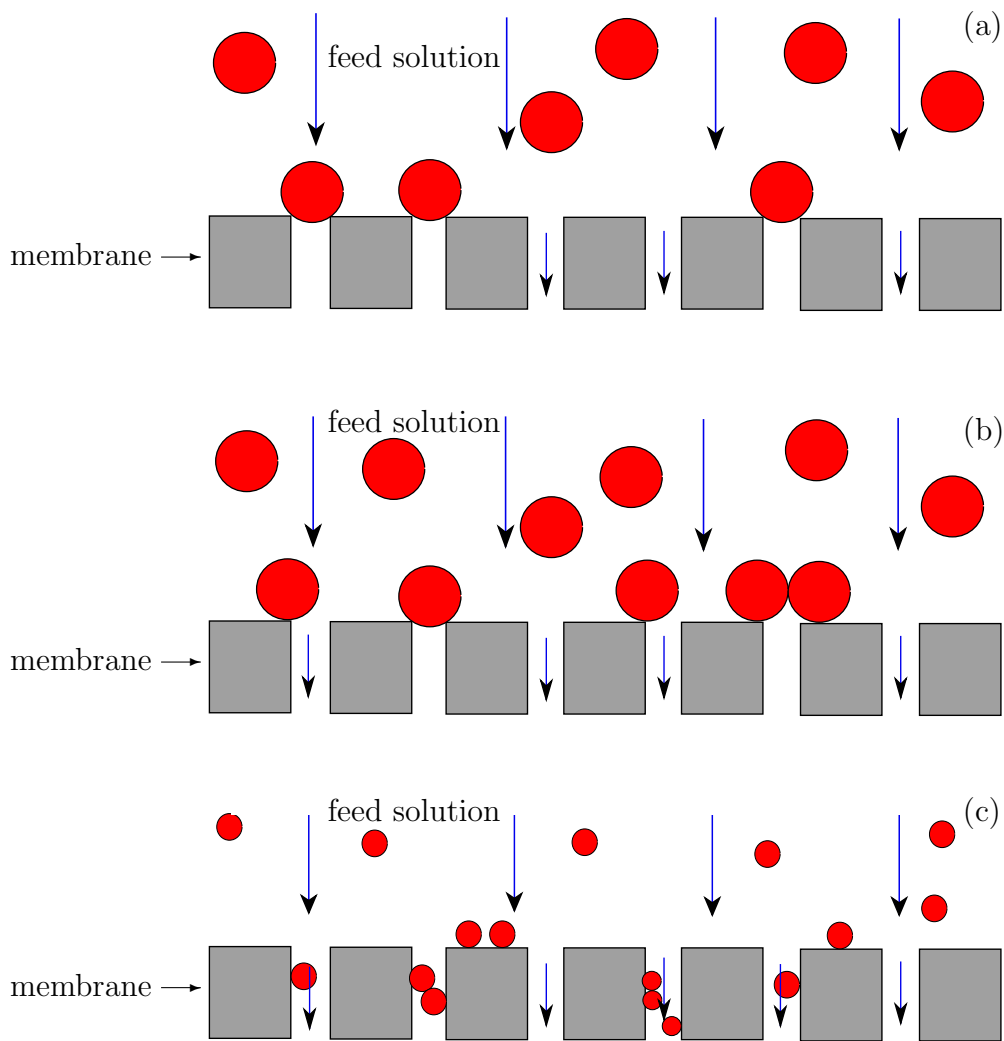 (a)
feed solution
membrane
(b)
feed solution
membrane
(c)
feed solution
membrane